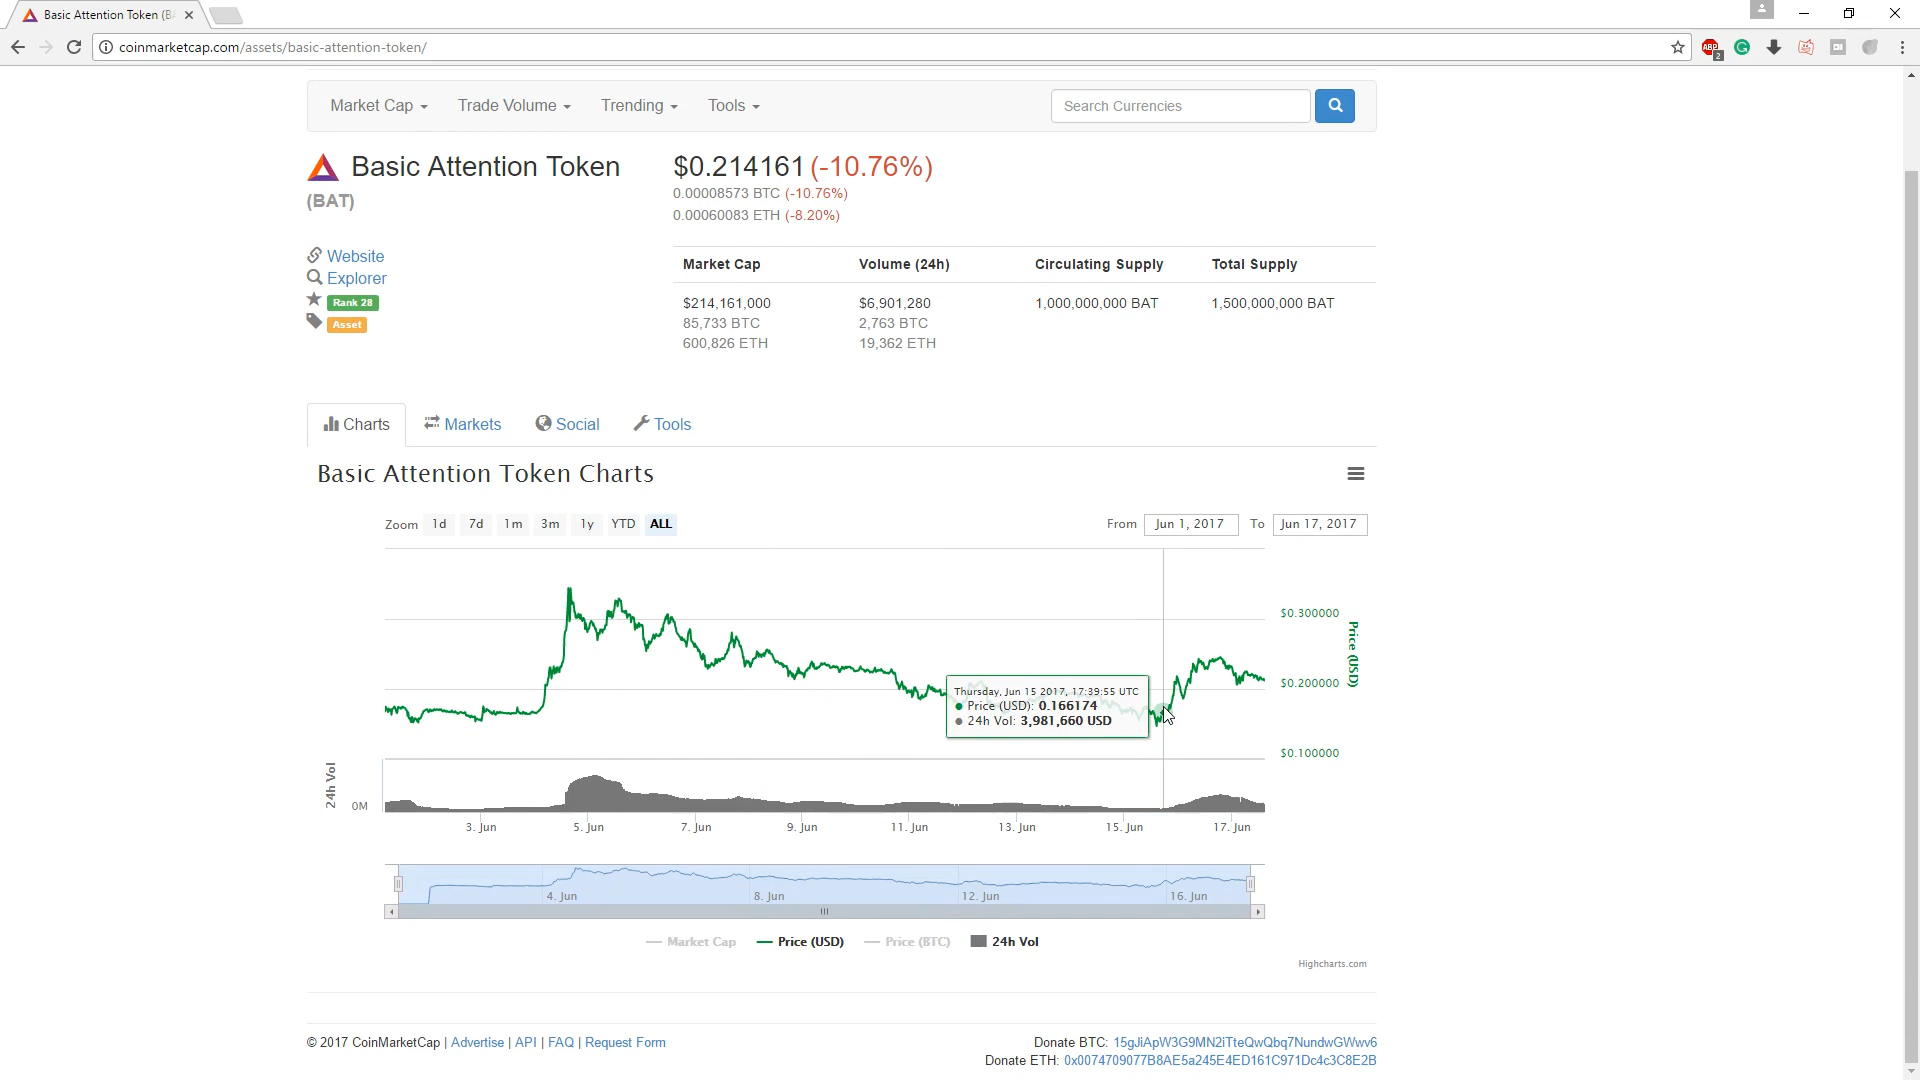 Basic Attention Token (B
coinmarketcap.com/assets/basic-attention-token/
ABP
2
Market Cap
Trade Volume
Trending
Tools
Search Currencies
Basic Attention Token
(BAT)
$0.214161 (-10.76%)
0.00008573 BTC (-10.76%)
0.00060083 ETH (-8.20%)
Website
Explorer
Rank 28
Asset
Market Cap Volume (24h) Circulating Supply Total Supply
$214,161,000 $6,901,280 1,000,000,000 BAT 1,500,000,000 BAT
85,733 BTC 2,763 BTC
600,826 ETH 19,362 ETH
Charts Markets Social Tools
Basic Attention Token Charts
Zoom 1d 7d 1m 3m 1y YTD ALL
From Jun 1, 2017 To Jun 17, 2017
$0.300000
$0.200000
$0.100000
Price (USD)
Thursday, Jun 15 2017, 17:39:55 UTC
Price (USD): 0.166174
24h Vol: 3,981,660 USD
24h Vol
0M
3. Jun 5. Jun 7. Jun 9. Jun 11. Jun 13. Jun 15. Jun 17. Jun
4. Jun 8. Jun 12. Jun 16. Jun
Market Cap Price (USD) Price (BTC) 24h Vol
Highcharts.com
© 2017 CoinMarketCap | Advertise | API | FAQ | Request Form
Donate BTC: 15gJiApW3G9MN2iTteQwQbq7NundwGWwv6
Donate ETH: 0x0074709077B8AE5a245E4ED161C971Dc4c3C8E2B